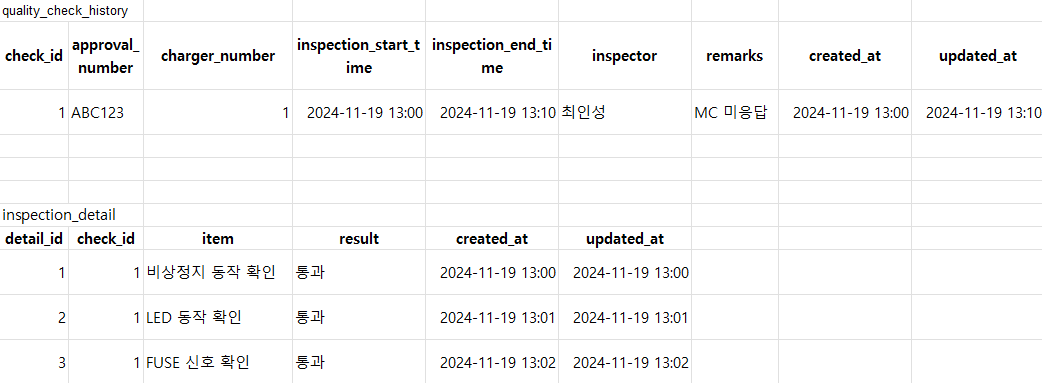 quality_check_history
check_id approval_number charger_number inspection_start_time inspection_end_time inspector remarks created_at updated_at
1 ABC123 1 2024-11-19 13:00 2024-11-19 13:10 최인성 MC 미응답 2024-11-19 13:00 2024-11-19 13:10
inspection_detail
detail_id check_id item result created_at updated_at
1 1 비상정지 동작 확인 통과 2024-11-19 13:00 2024-11-19 13:00
2 1 LED 동작 확인 통과 2024-11-19 13:01 2024-11-19 13:01
3 1 FUSE 신호 확인 통과 2024-11-19 13:02 2024-11-19 13:02